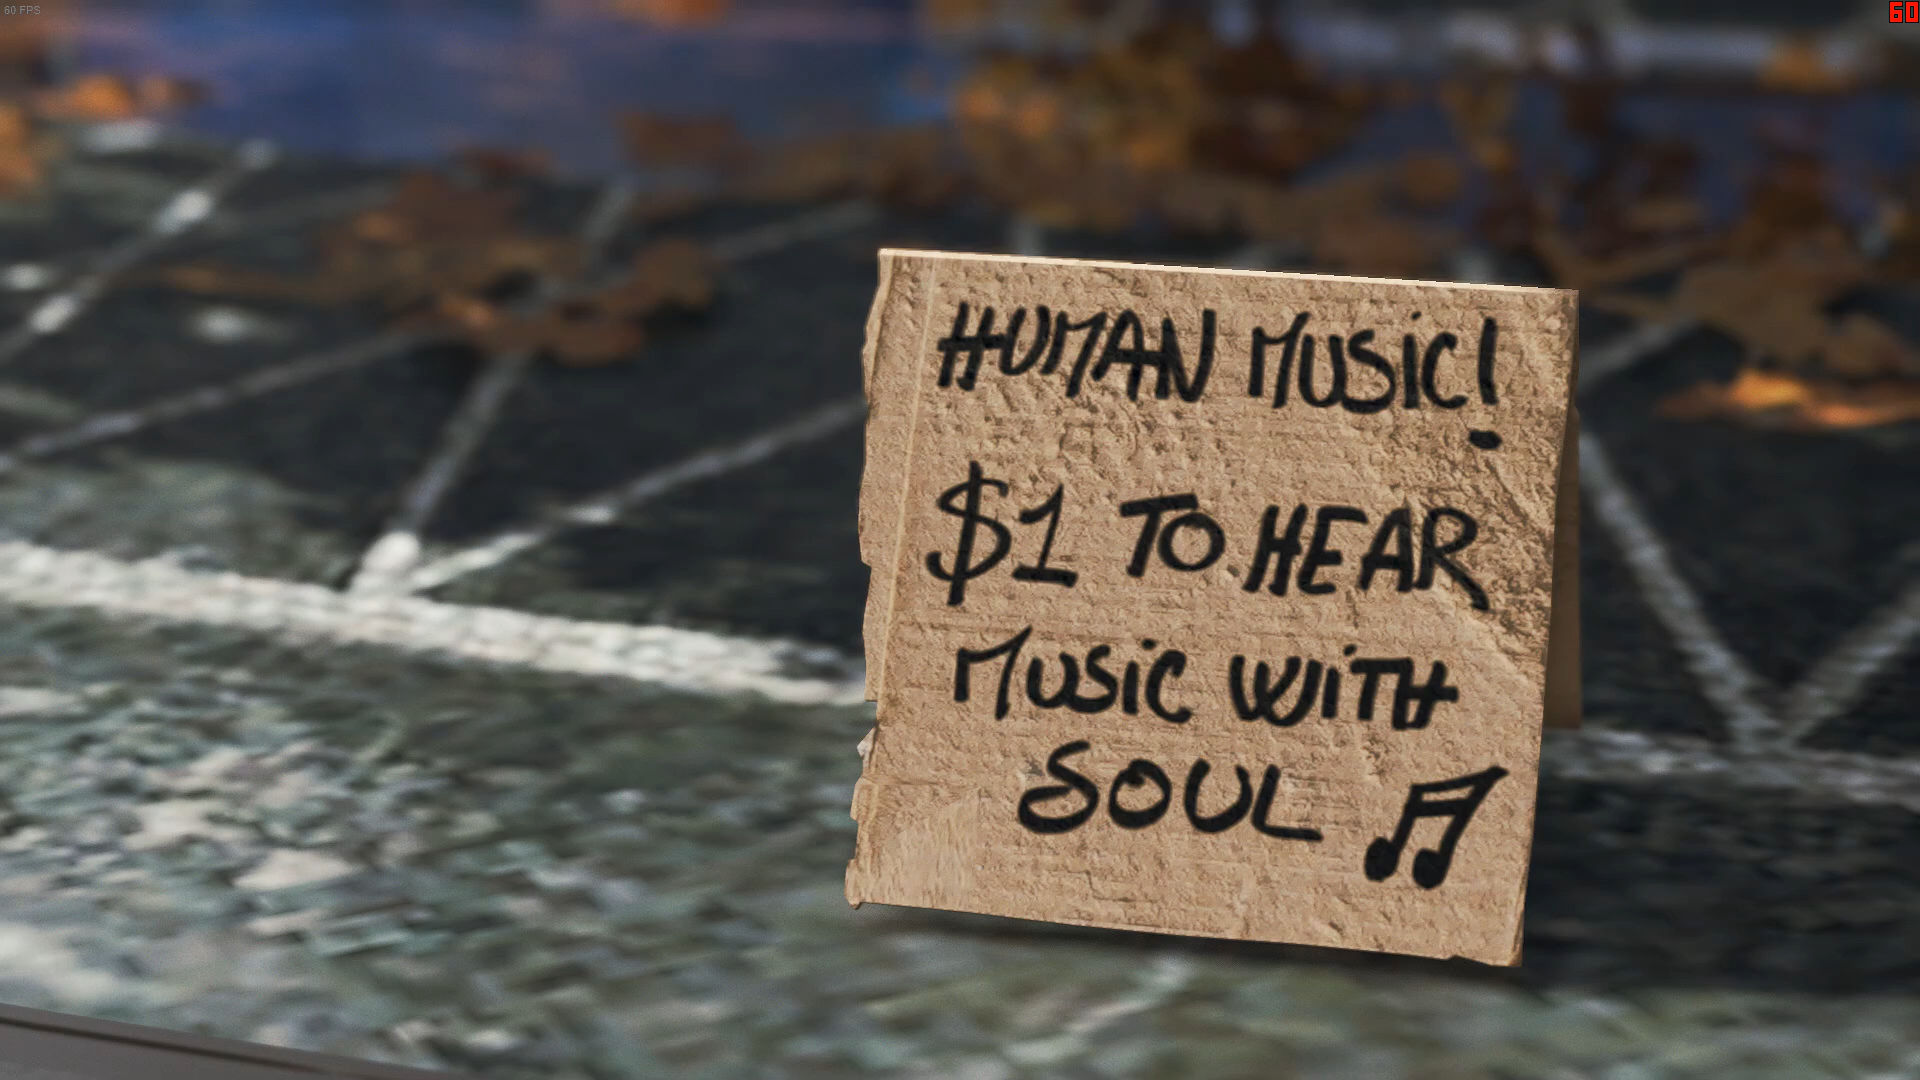 60 FPS
60
HUMAN MUSiC!
$1 TO HEAR
MUSiC WiTH
SOUL